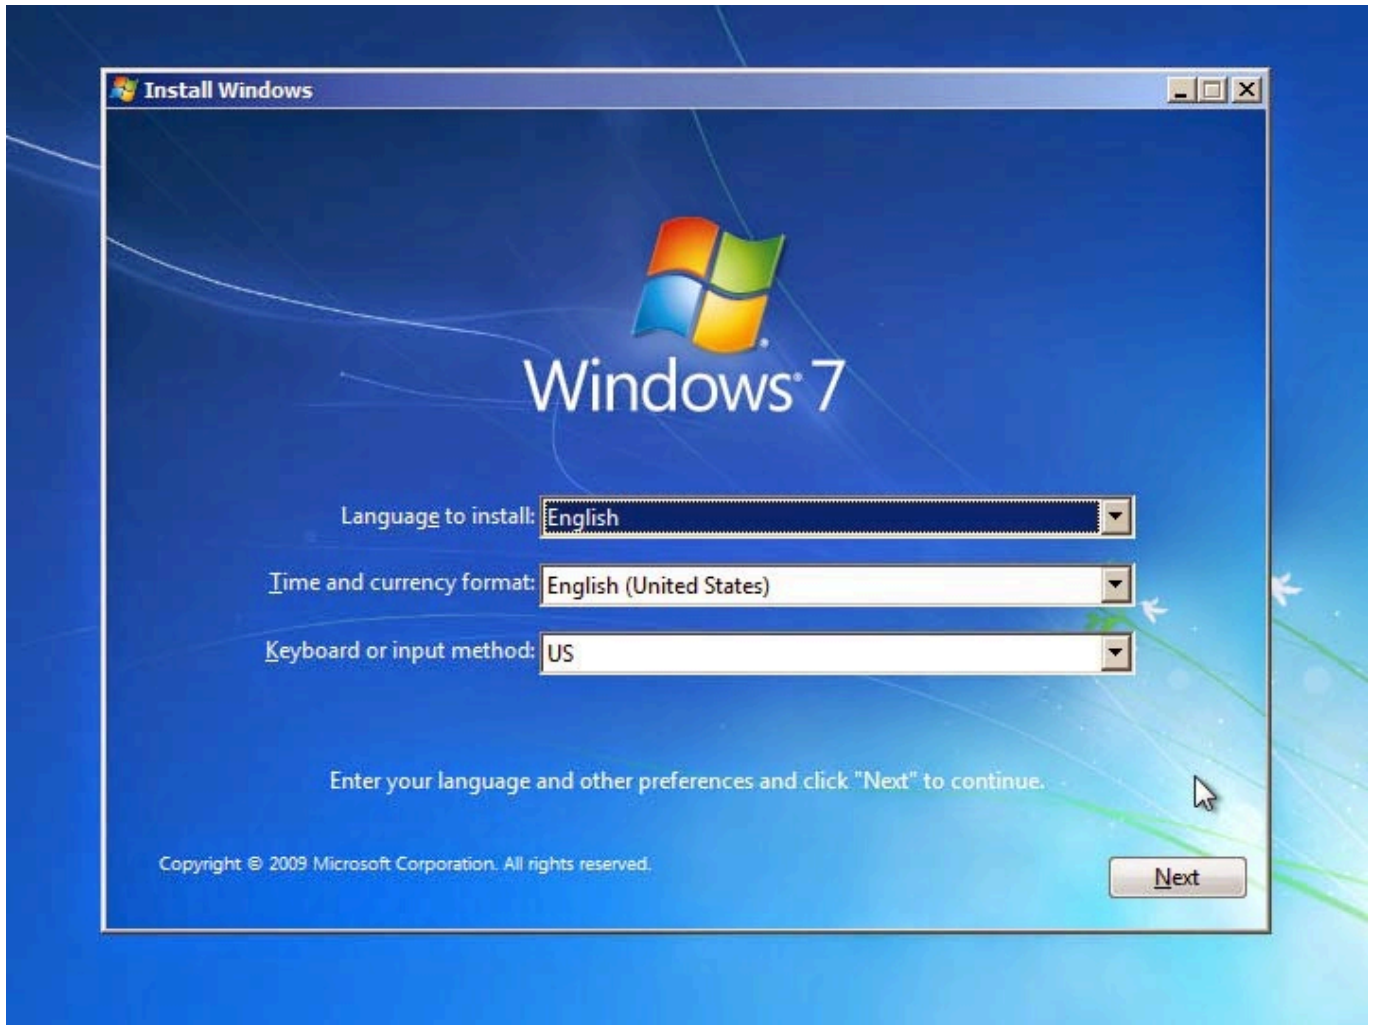 Install Windows
Windows® 7
Language to install: English
Time and currency format: English (United States)
Keyboard or input method: US
Enter your language and other preferences and click "Next" to continue.
Copyright © 2009 Microsoft Corporation. All rights reserved.
Next